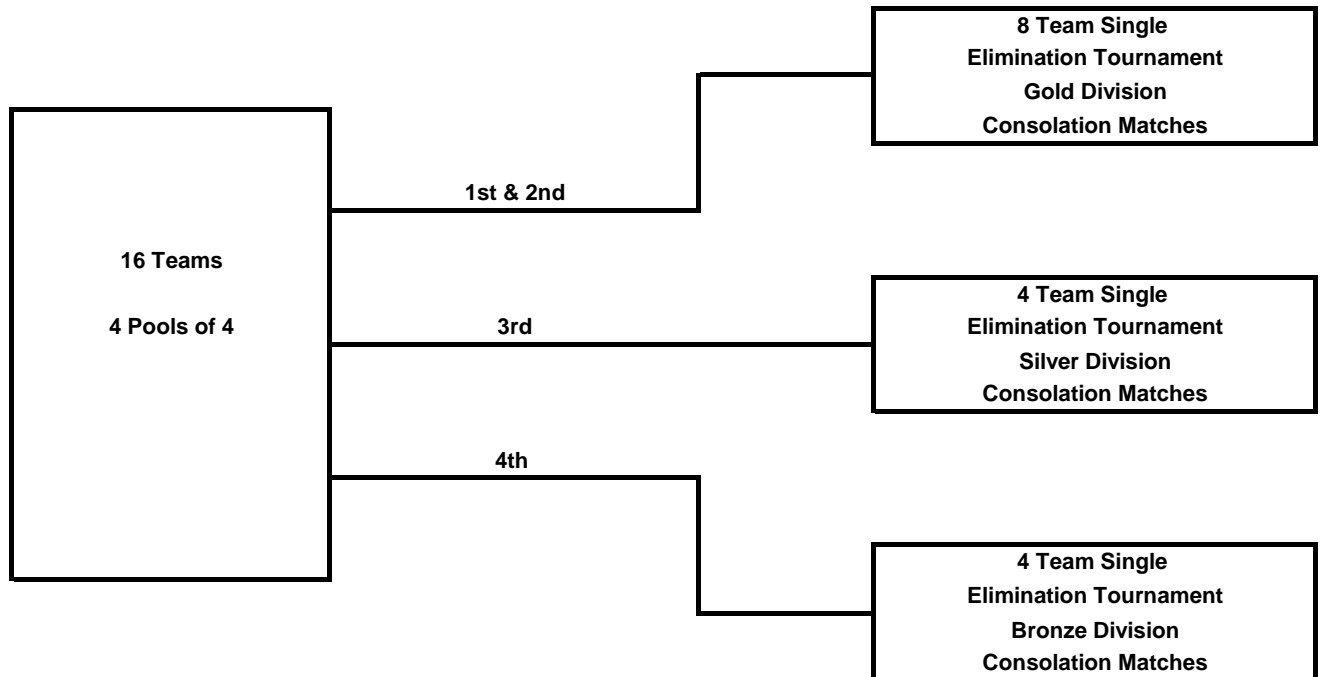 8 Team Single
Elimination Tournament
Gold Division
Consolation Matches
1st & 2nd
16 Teams
4 Pools of 4
3rd
4 Team Single
Elimination Tournament
Silver Division
Consolation Matches
4th
4 Team Single
Elimination Tournament
Bronze Division
Consolation Matches